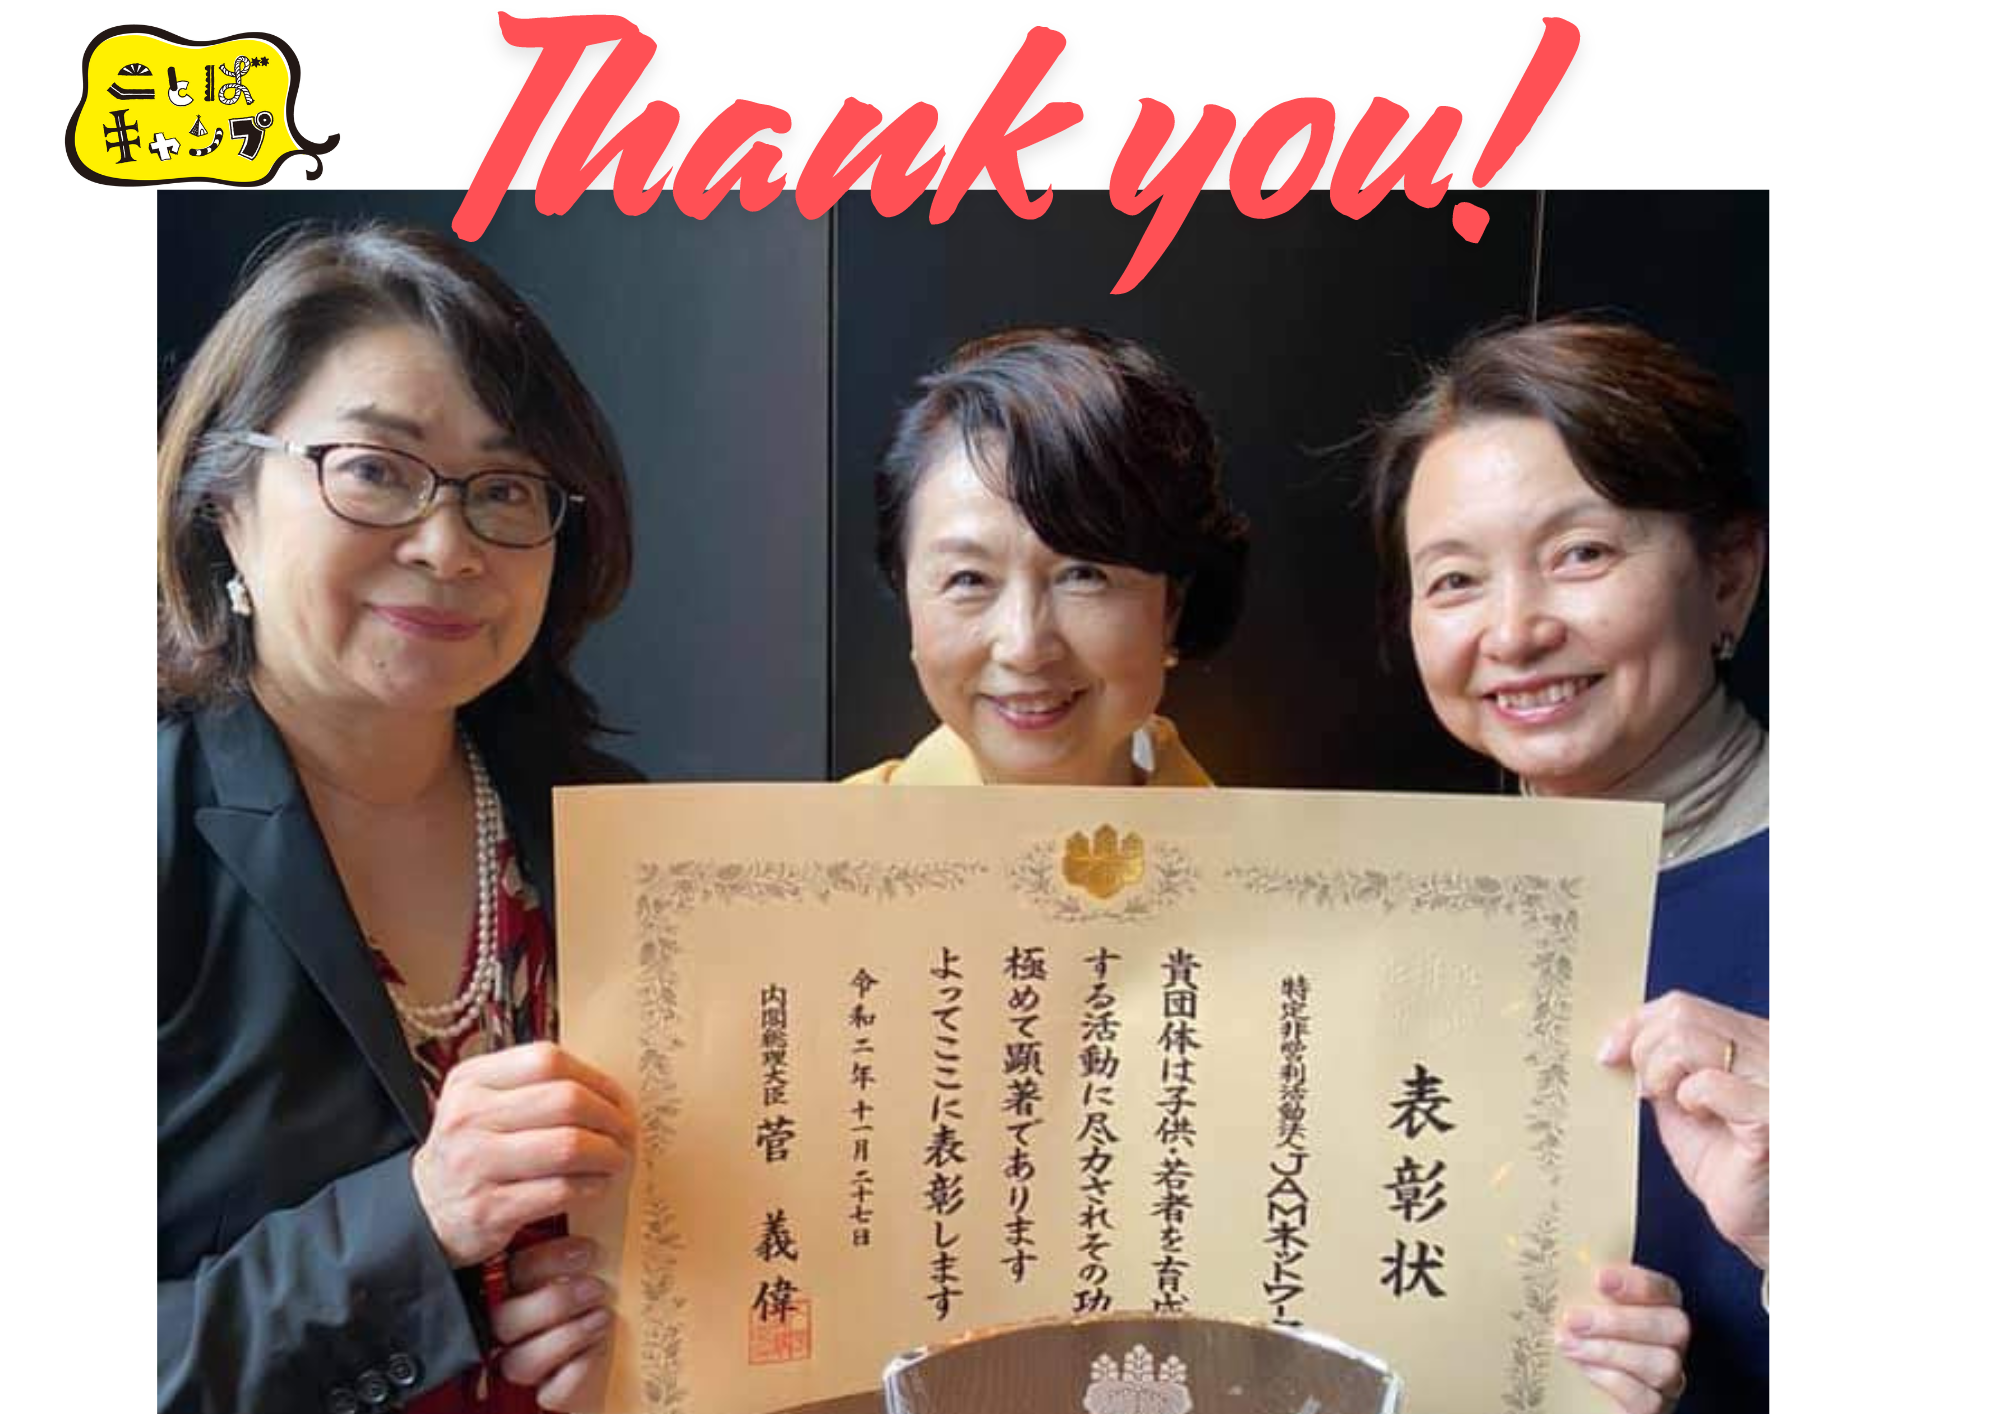 ことば
キャンプ
Thank you!
表彰状
特定非営利活動法人JAMネットワー
貴団体は子供・若者を育成
する活動に尽力されその功
極めて顕著であります
よってここに表彰します
令和二年十一月二十七日
内閣総理大臣 菅 義偉